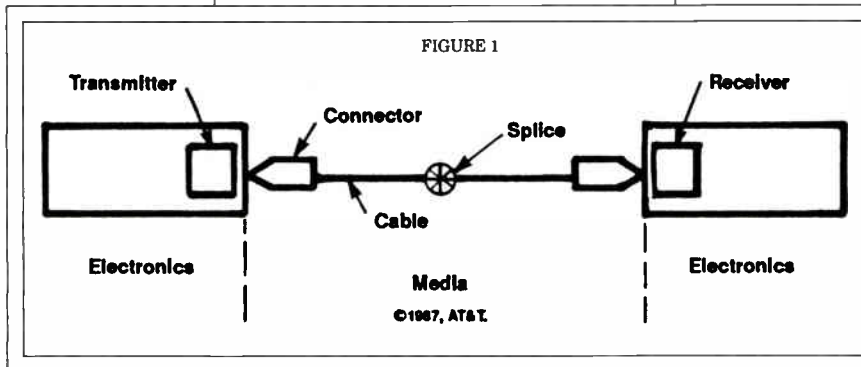 FIGURE 1
Transmitter
Receiver
Connector
Splice
Cable
Electronics
Electronics
Media
©1987, AT&T.